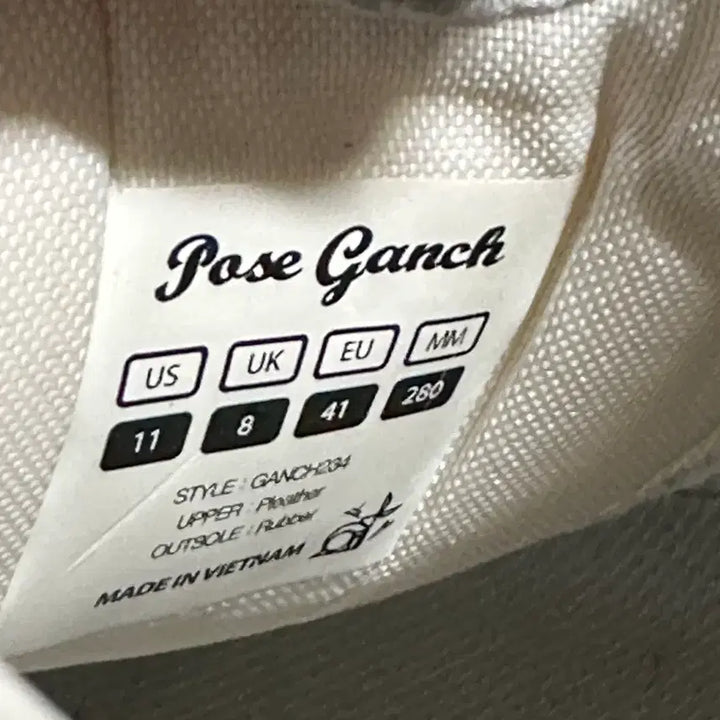 Pose Ganch
US UK EU MM
11 8 41 280
STYLE : GANCH234
UPPER : Pleather
OUTSOLE : Rubber
MADE IN VIETNAM